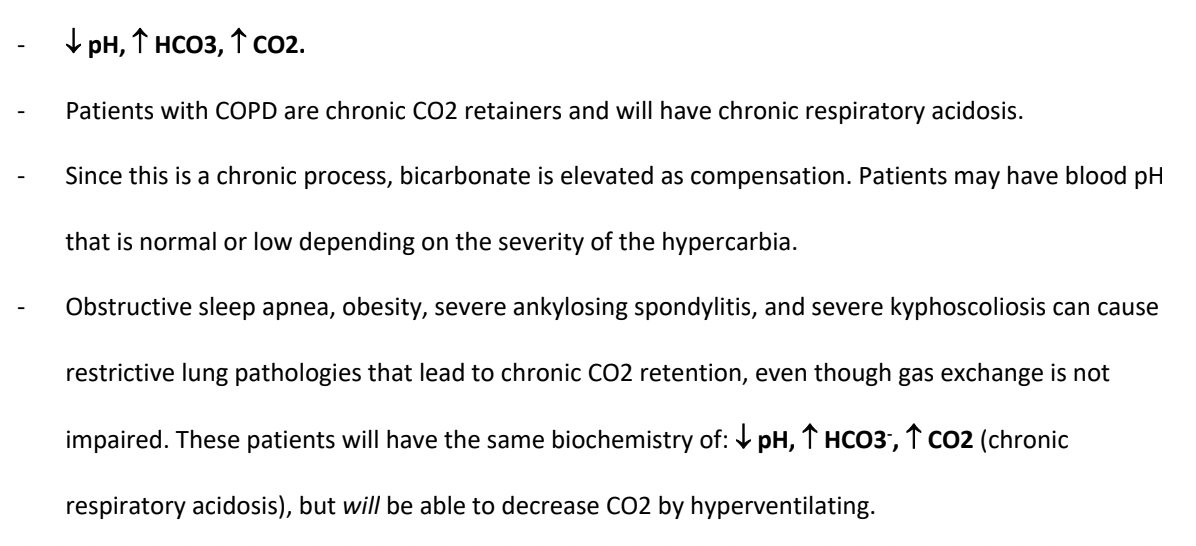 - ↓ pH, ↑ HCO3, ↑ CO2.
- Patients with COPD are chronic CO2 retainers and will have chronic respiratory acidosis.
- Since this is a chronic process, bicarbonate is elevated as compensation. Patients may have blood pH
that is normal or low depending on the severity of the hypercarbia.
- Obstructive sleep apnea, obesity, severe ankylosing spondylitis, and severe kyphoscoliosis can cause
restrictive lung pathologies that lead to chronic CO2 retention, even though gas exchange is not
impaired. These patients will have the same biochemistry of: ↓ pH, ↑ HCO3⁻, ↑ CO2 (chronic
respiratory acidosis), but will be able to decrease CO2 by hyperventilating.